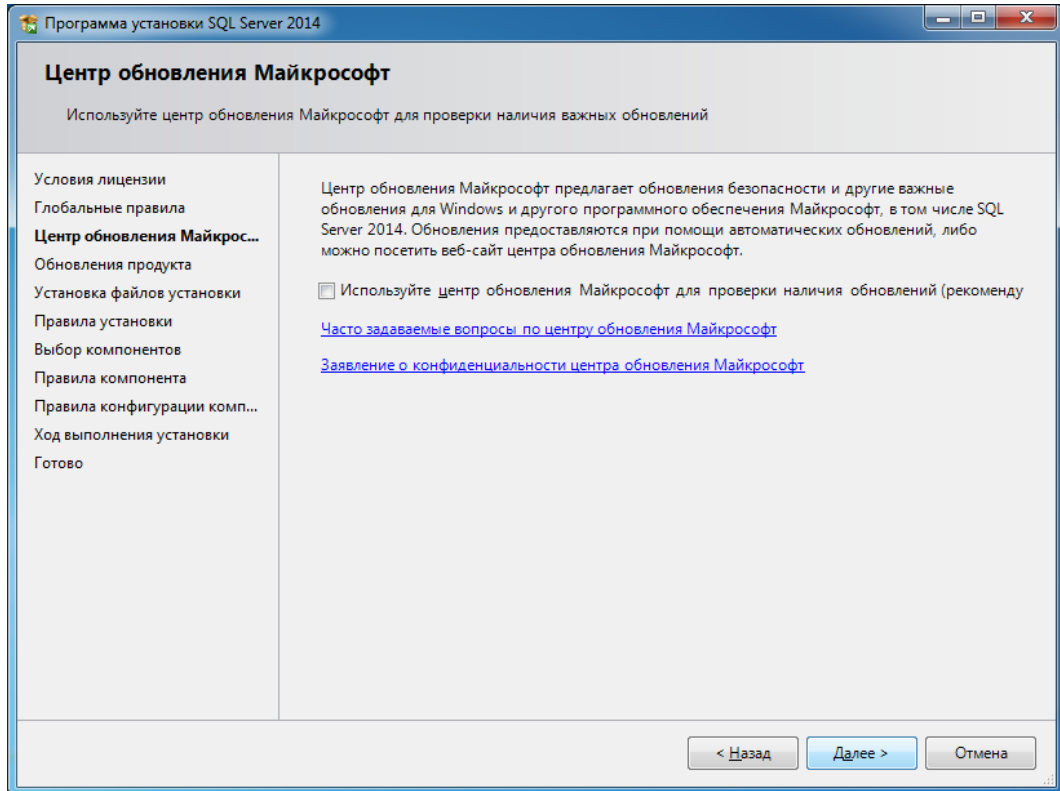 Программа установки SQL Server 2014
Центр обновления Майкрософт
Используйте центр обновления Майкрософт для проверки наличия важных обновлений
Условия лицензии
Глобальные правила
Центр обновления Майкрос...
Обновления продукта
Установка файлов установки
Правила установки
Выбор компонентов
Правила компонента
Правила конфигурации комп...
Ход выполнения установки
Готово
Центр обновления Майкрософт предлагает обновления безопасности и другие важные
обновления для Windows и другого программного обеспечения Майкрософт, в том числе SQL
Server 2014. Обновления предоставляются при помощи автоматических обновлений, либо
можно посетить веб-сайт центра обновления Майкрософт.
Используйте центр обновления Майкрософт для проверки наличия обновлений (рекоменду
Часто задаваемые вопросы по центру обновления Майкрософт
Заявление о конфиденциальности центра обновления Майкрософт
< Назад
Далее >
Отмена